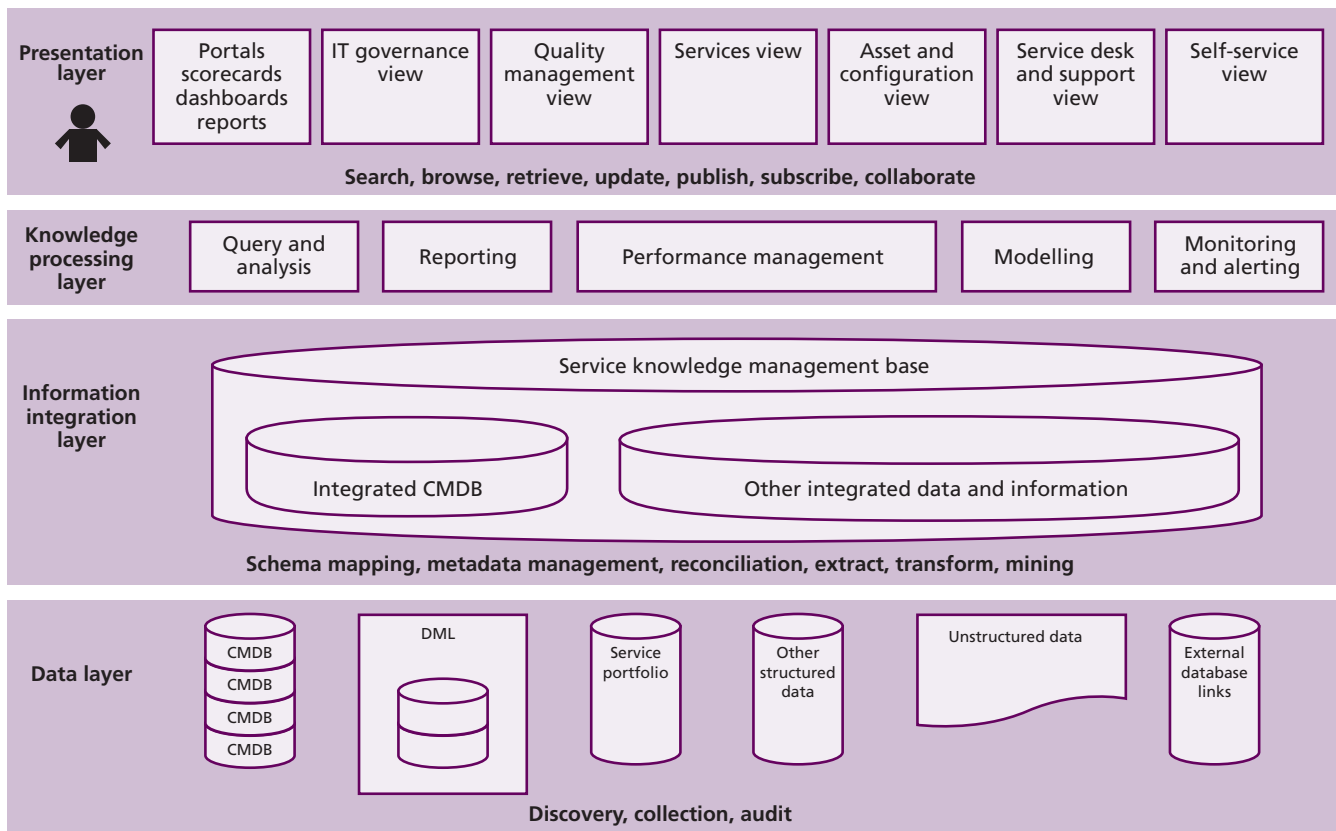 Presentation
layer
Portals
scorecards
dashboards
reports
IT governance
view
Quality
management
view
Services view
Asset and
configuration
view
Service desk
and support
view
Self-service
view
Search, browse, retrieve, update, publish, subscribe, collaborate
Knowledge
processing
layer
Query and
analysis
Reporting
Performance management
Modelling
Monitoring
and alerting
Information
integration
layer
Service knowledge management base
Integrated CMDB
Other integrated data and information
Schema mapping, metadata management, reconciliation, extract, transform, mining
Data layer
CMDB
CMDB
CMDB
CMDB
DML
Service
portfolio
Other
structured
data
Unstructured data
External
database
links
Discovery, collection, audit